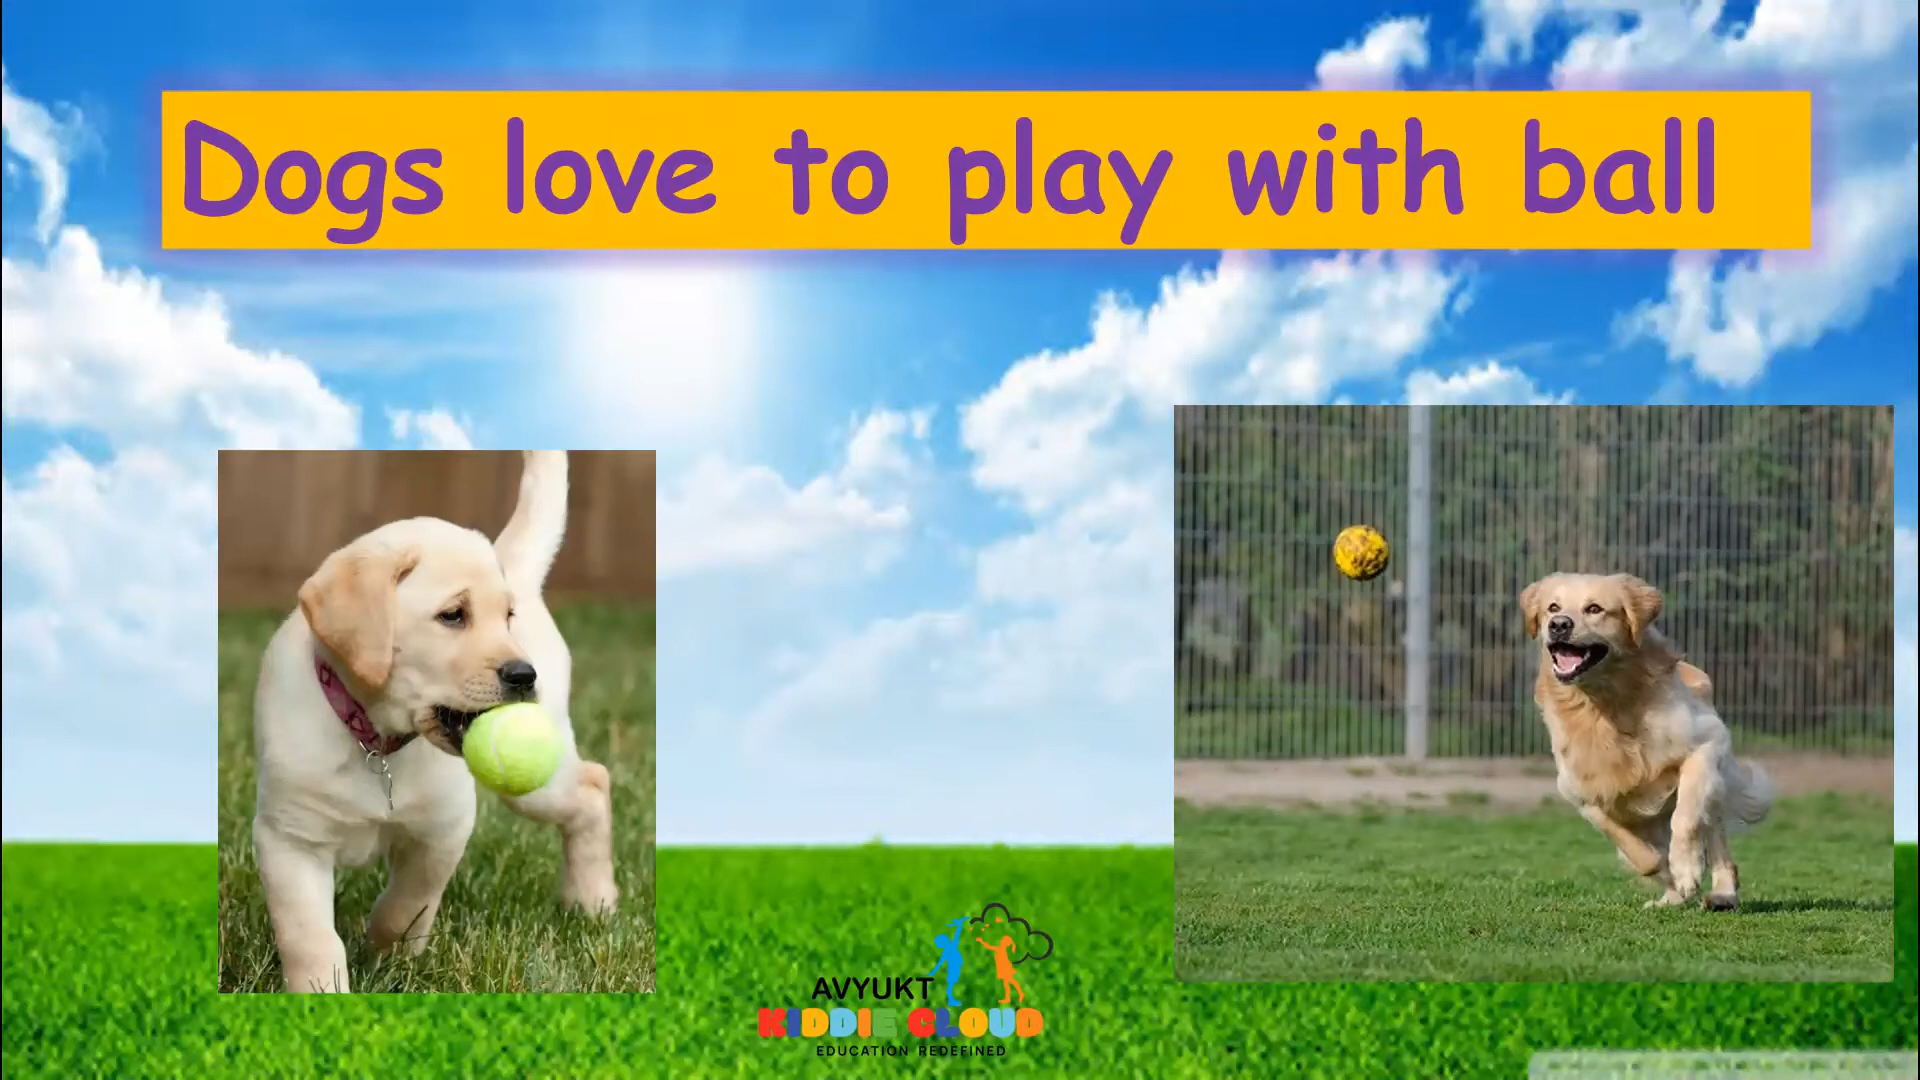 Dogs love to play with ball
AVYUKT
KIDDIE CLOUD
EDUCATION REDEFINED